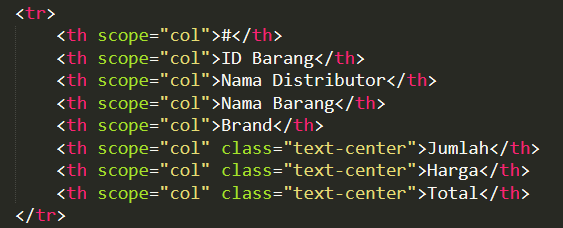 <tr>
<th scope="col">#</th>
<th scope="col">ID Barang</th>
<th scope="col">Nama Distributor</th>
<th scope="col">Nama Barang</th>
<th scope="col">Brand</th>
<th scope="col" class="text-center">Jumlah</th>
<th scope="col" class="text-center">Harga</th>
<th scope="col" class="text-center">Total</th>
</tr>